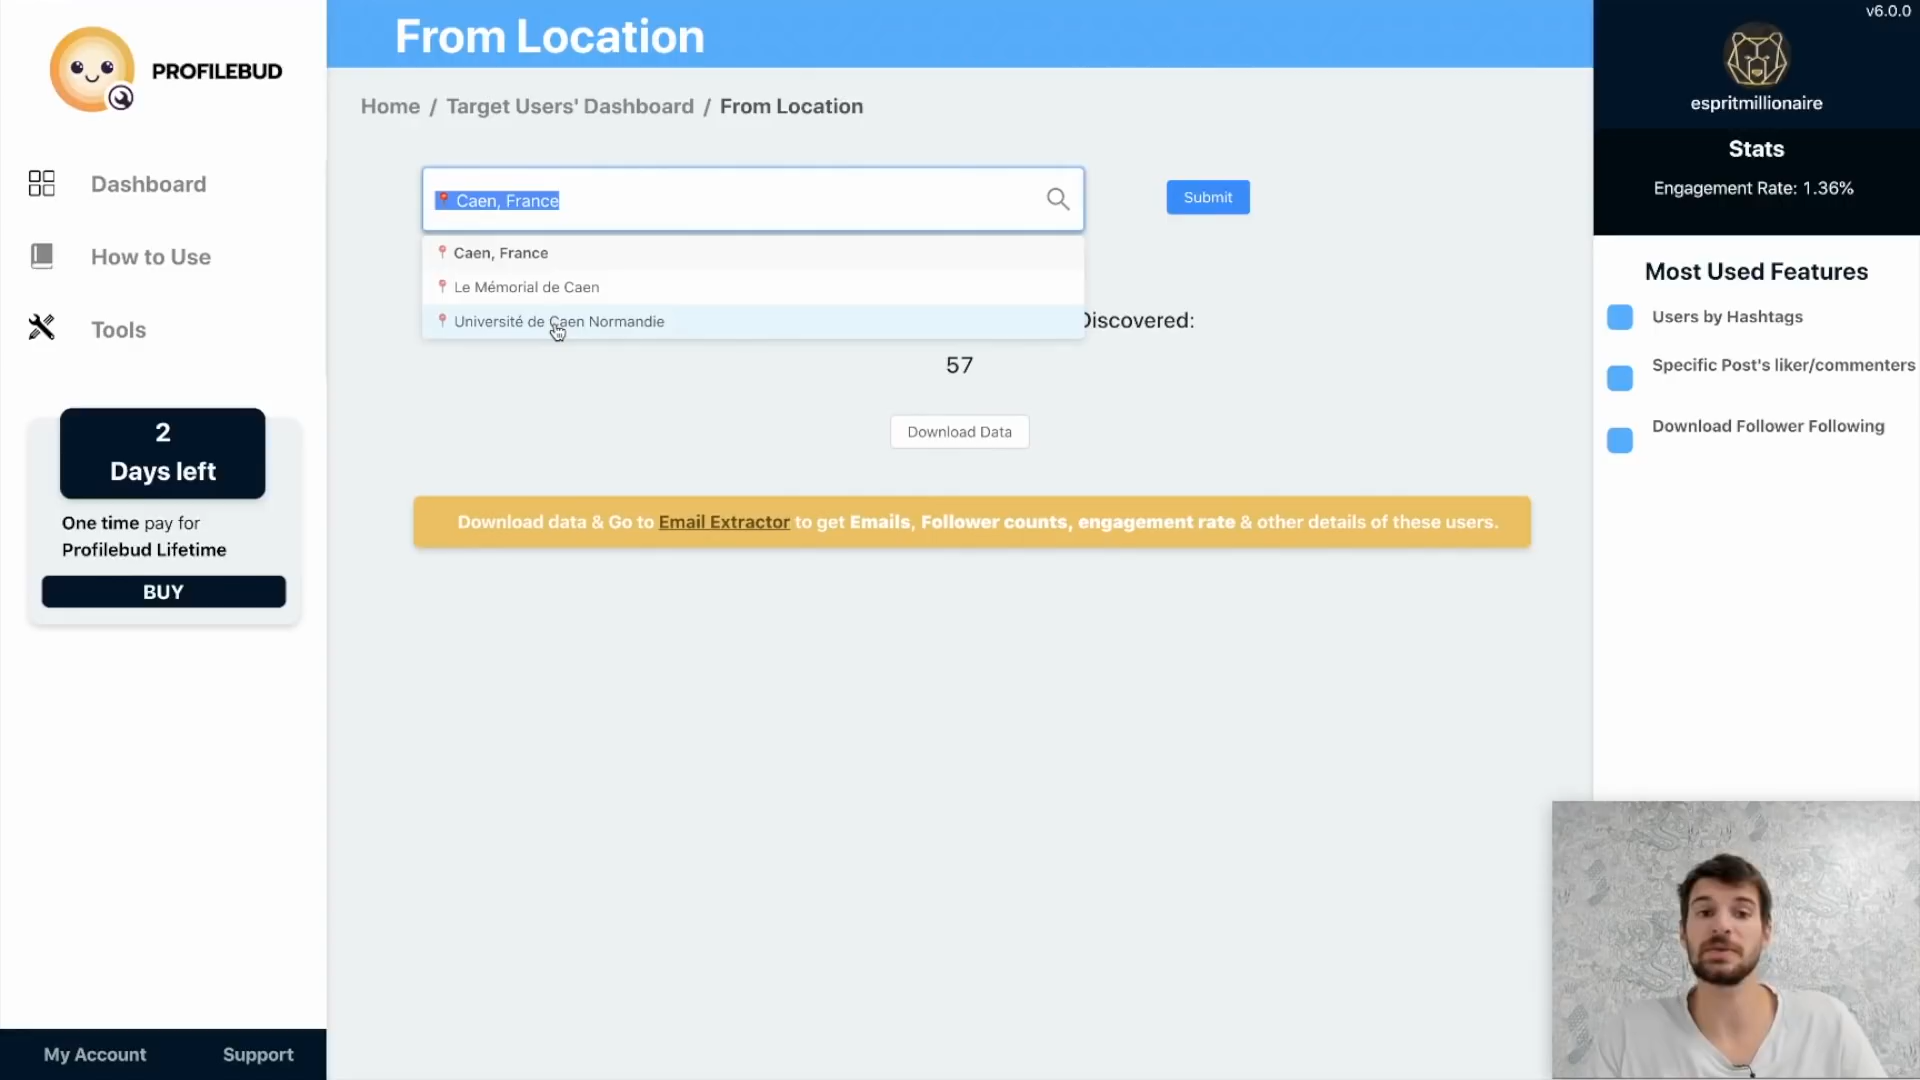 PROFILEBUD
Dashboard
How to Use
Tools
2
Days left
One time pay for
Profilebud Lifetime
BUY
My Account
Support
From Location
Home / Target Users' Dashboard / From Location
Caen, France
Submit
Caen, France
Le Mémorial de Caen
Université de Caen Normandie
Discovered:
57
Download Data
Download data & Go to Email Extractor to get Emails, Follower counts, engagement rate & other details of these users.
v6.0.0
espritmillionaire
Stats
Engagement Rate: 1.36%
Most Used Features
Users by Hashtags
Specific Post's liker/commenters
Download Follower Following